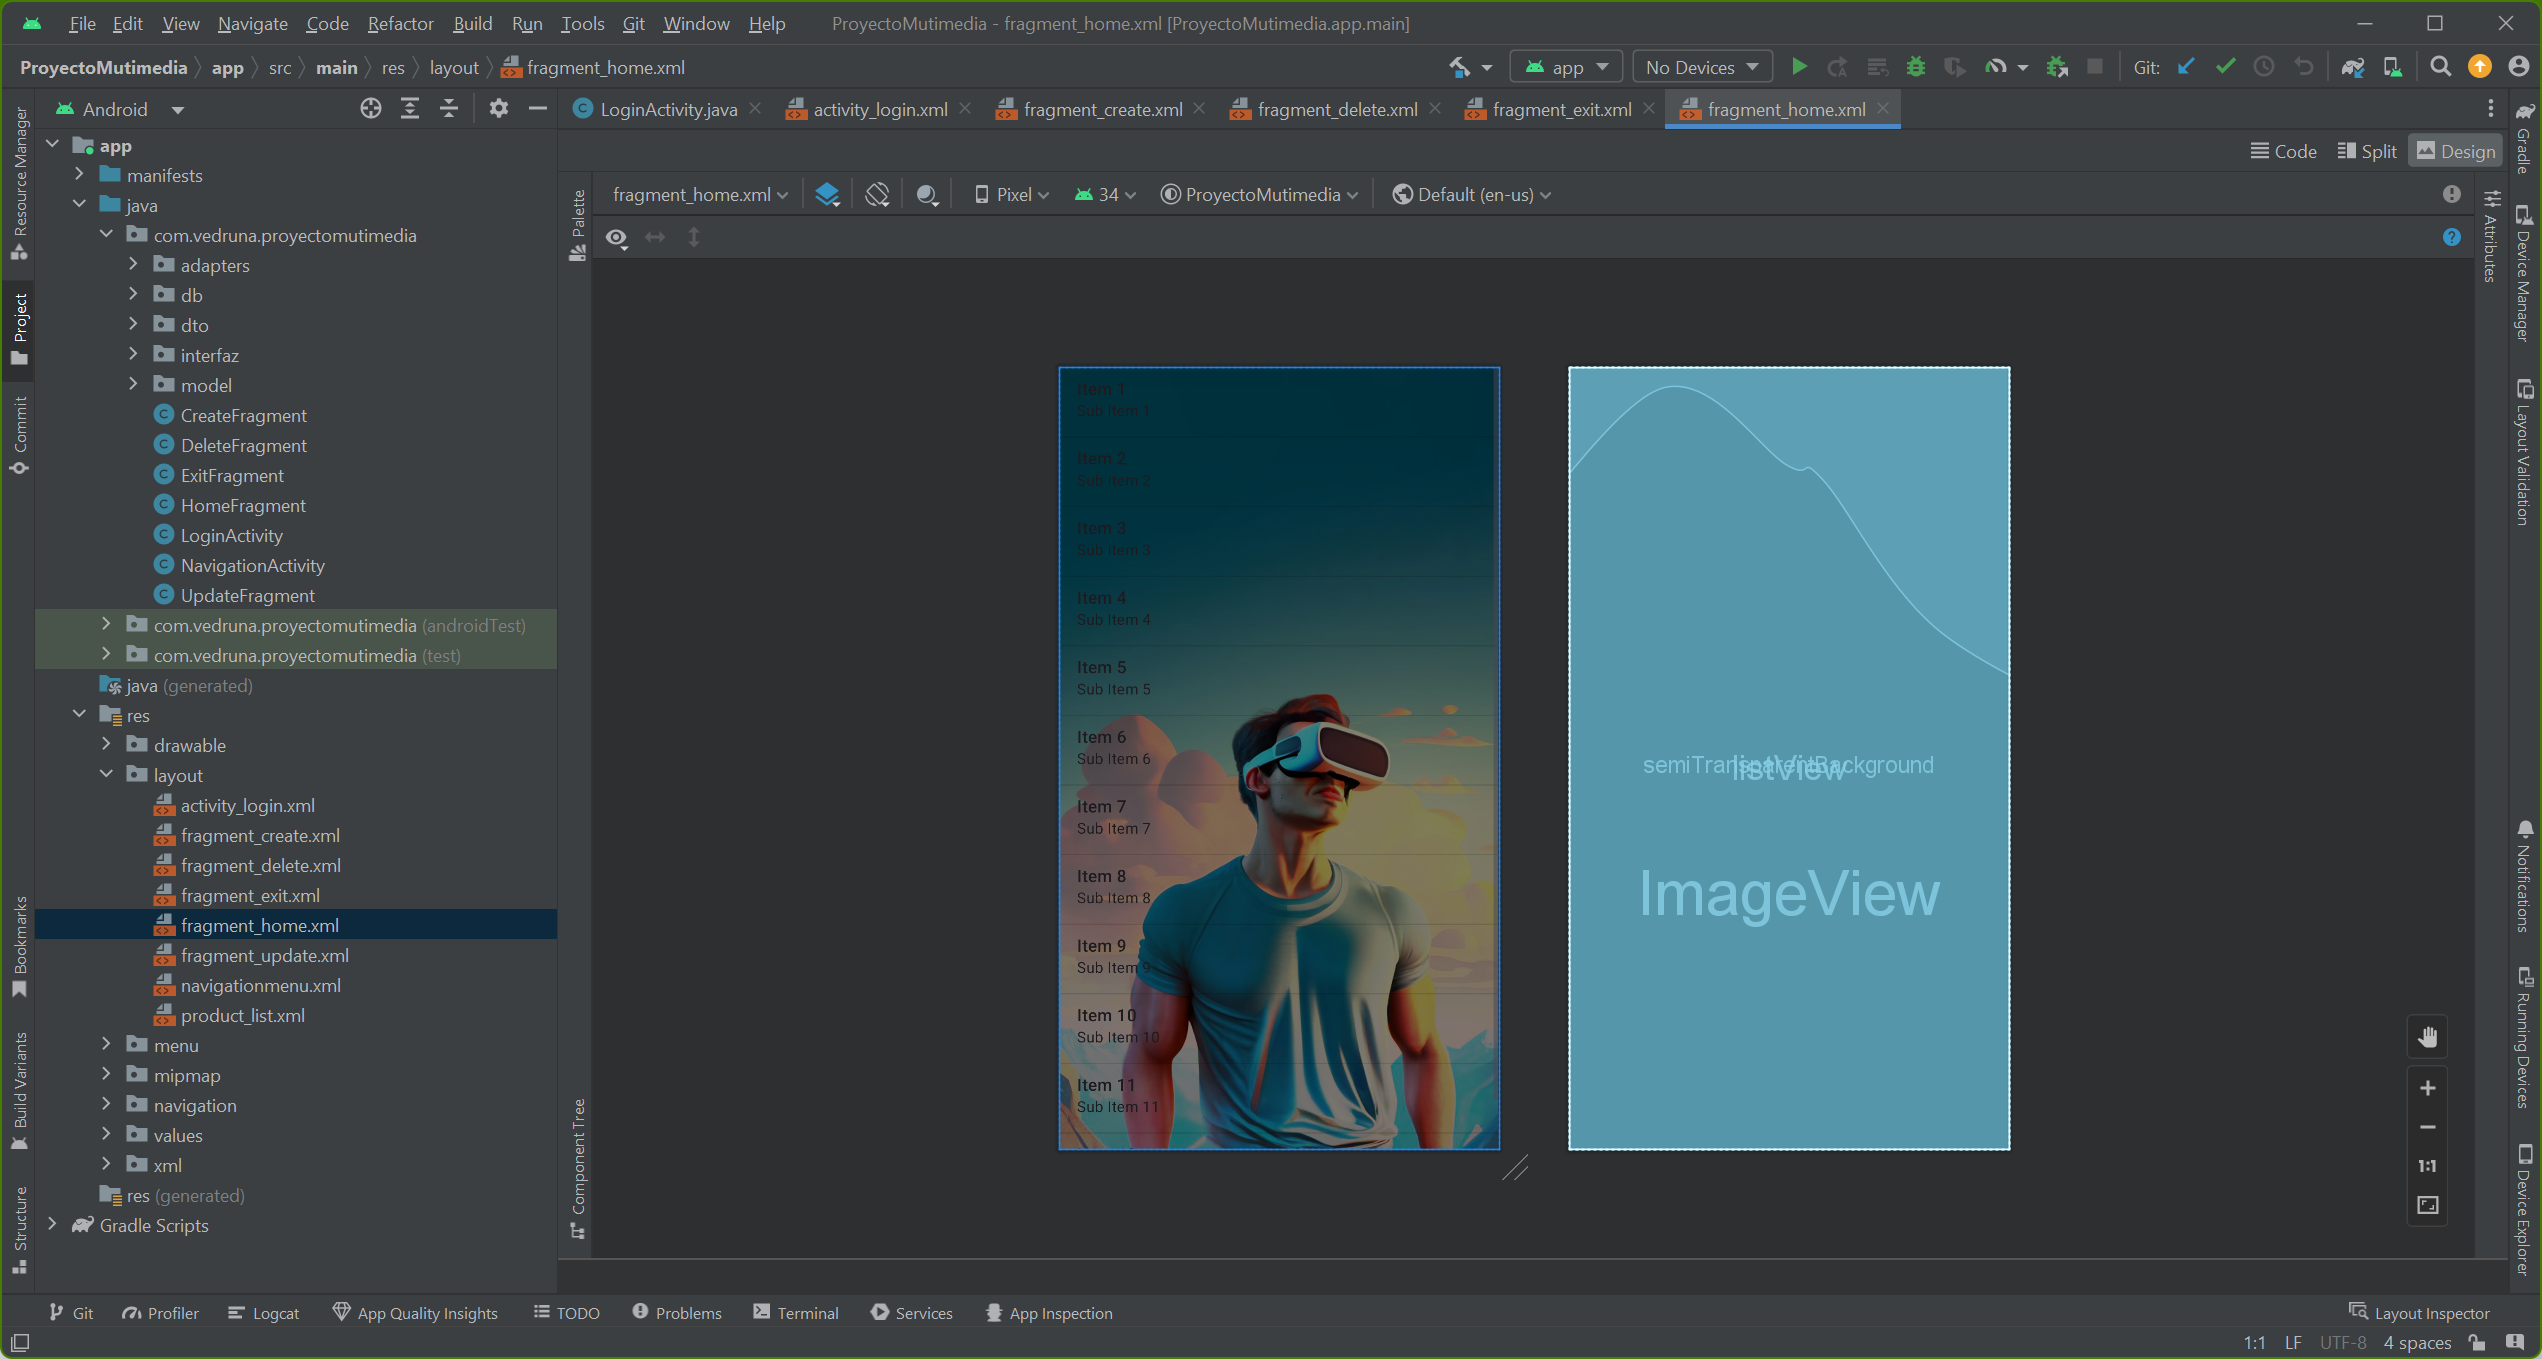 File Edit View Navigate Code Refactor Build Run Tools Git Window Help ProyectoMutimedia - fragment_home.xml [ProyectoMutimedia.app.main]
ProyectoMutimedia app src main res layout fragment_home.xml
app No Devices Git:
Android
LoginActivity.java activity_login.xml fragment_create.xml fragment_delete.xml fragment_exit.xml fragment_home.xml
Code Split Design
fragment_home.xml Pixel 34 ProyectoMutimedia Default (en-us)
Resource Manager
Project
Commit
Bookmarks
Build Variants
Structure
app
manifests
java
com.vedruna.proyectomutimedia
adapters
db
dto
interfaz
model
CreateFragment
DeleteFragment
ExitFragment
HomeFragment
LoginActivity
NavigationActivity
UpdateFragment
com.vedruna.proyectomutimedia (androidTest)
com.vedruna.proyectomutimedia (test)
java (generated)
res
drawable
layout
activity_login.xml
fragment_create.xml
fragment_delete.xml
fragment_exit.xml
fragment_home.xml
fragment_update.xml
navigationmenu.xml
product_list.xml
menu
mipmap
navigation
values
xml
res (generated)
Gradle Scripts
Palette
Component Tree
Item 1
Sub Item 1
Item 2
Sub Item 2
Item 3
Sub Item 3
Item 4
Sub Item 4
Item 5
Sub Item 5
Item 6
Sub Item 6
Item 7
Sub Item 7
Item 8
Sub Item 8
Item 9
Sub Item 9
Item 10
Sub Item 10
Item 11
Sub Item 11
semiTransparentBackground
listView
ImageView
1:1
Attributes
Gradle
Device Manager
Layout Validation
Notifications
Running Devices
Device Explorer
Git Profiler Logcat App Quality Insights TODO Problems Terminal Services App Inspection Layout Inspector
1:1 LF UTF-8 4 spaces